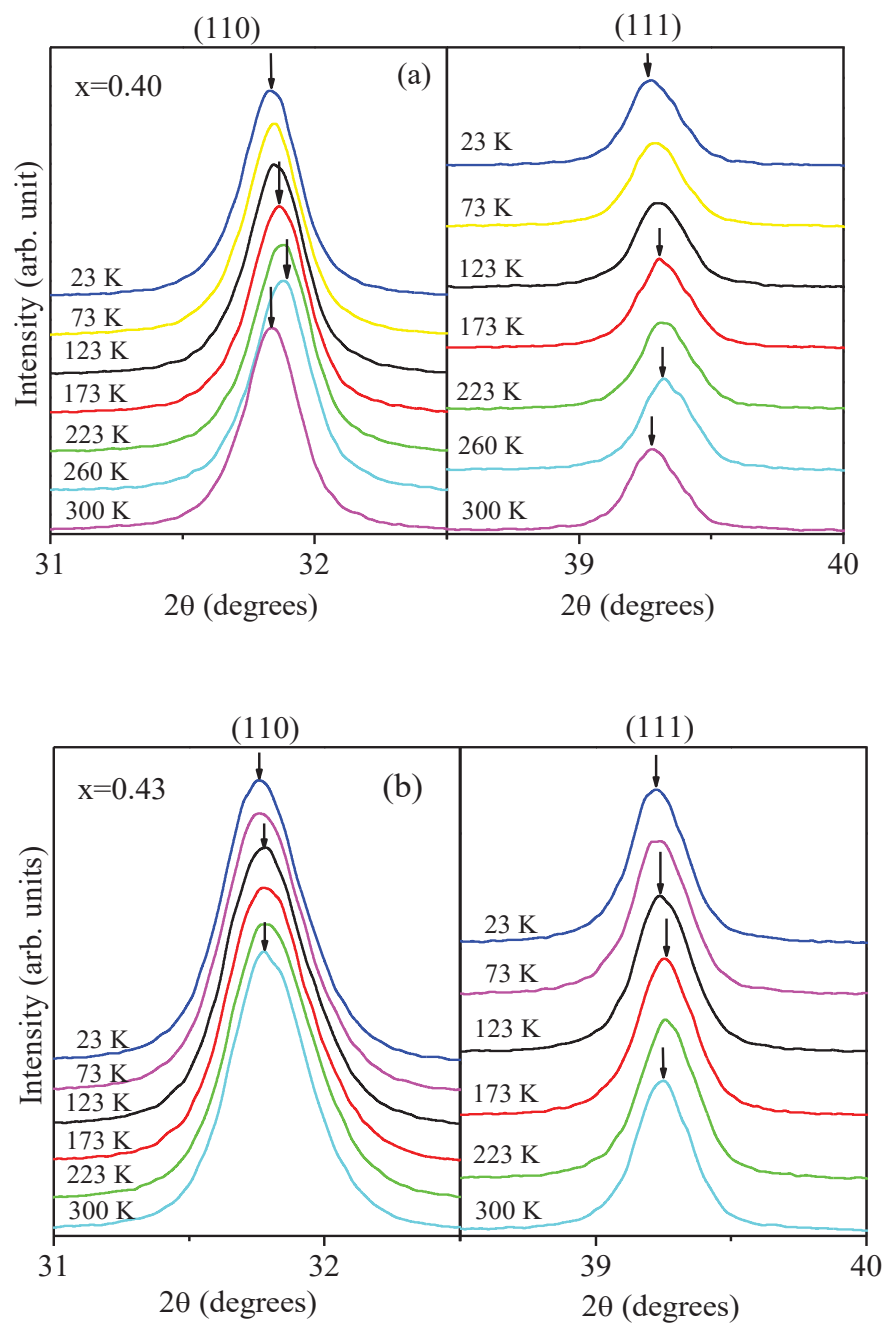 (110)
(111)
x=0.40
(a)
23 K
73 K
123 K
173 K
223 K
260 K
300 K
23 K
73 K
123 K
173 K
223 K
260 K
300 K
Intensity (arb. unit)
31
32
39
40
2θ (degrees)
2θ (degrees)
(110)
(111)
x=0.43
(b)
23 K
73 K
123 K
173 K
223 K
300 K
23 K
73 K
123 K
173 K
223 K
300 K
Intensity (arb. units)
31
32
39
40
2θ (degrees)
2θ (degrees)